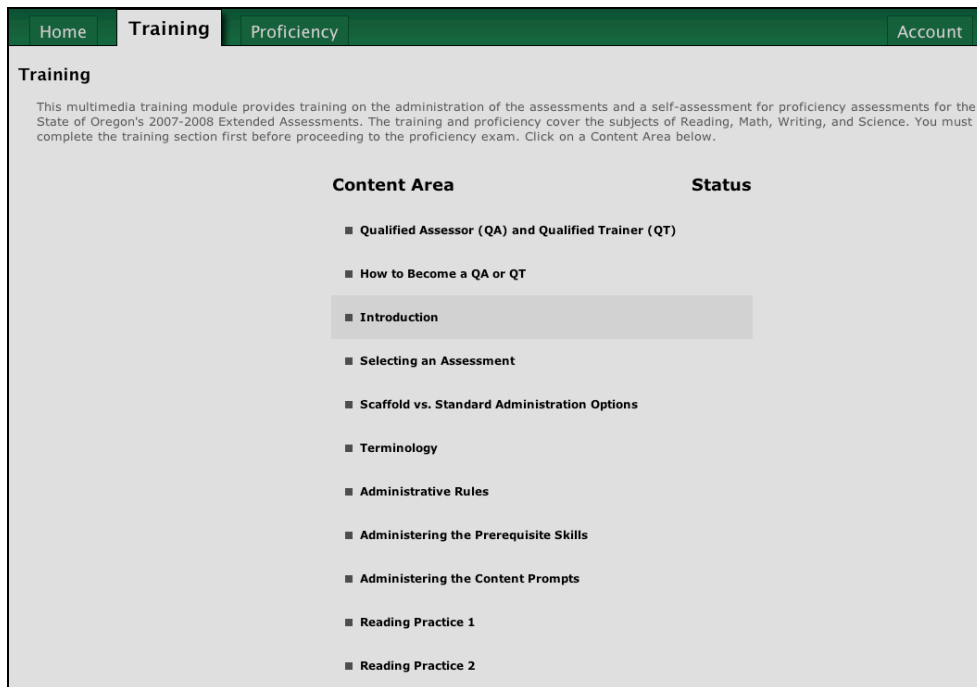 Home Training Proficiency Account
Training
This multimedia training module provides training on the administration of the assessments and a self-assessment for proficiency assessments for the
State of Oregon's 2007-2008 Extended Assessments. The training and proficiency cover the subjects of Reading, Math, Writing, and Science. You must
complete the training section first before proceeding to the proficiency exam. Click on a Content Area below.
Content Area Status
Qualified Assessor (QA) and Qualified Trainer (QT)
How to Become a QA or QT
Introduction
Selecting an Assessment
Scaffold vs. Standard Administration Options
Terminology
Administrative Rules
Administering the Prerequisite Skills
Administering the Content Prompts
Reading Practice 1
Reading Practice 2